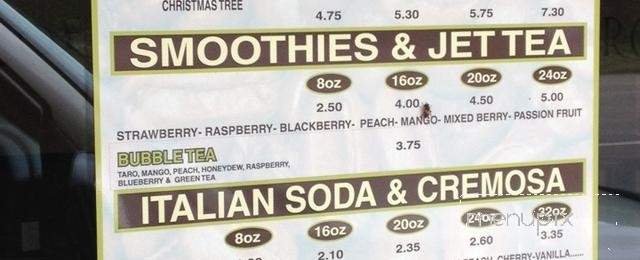 CHRISTMAS TREE
4.75 5.30 5.75 7.30
SMOOTHIES & JET TEA
8oz 16oz 20oz 24oz
2.50 4.00 4.50 5.00
STRAWBERRY- RASPBERRY- BLACKBERRY- PEACH- MANGO- MIXED BERRY- PASSION FRUIT
BUBBLE TEA 3.75
TARO, MANGO, PEACH, HONEYDEW, RASPBERRY,
BLUEBERRY & GREEN TEA
ITALIAN SODA & CREMOSA
8oz 16oz 20oz 24oz 32oz
2.10 2.35 2.60 3.35
menupix
CHERRY-VANILLA......